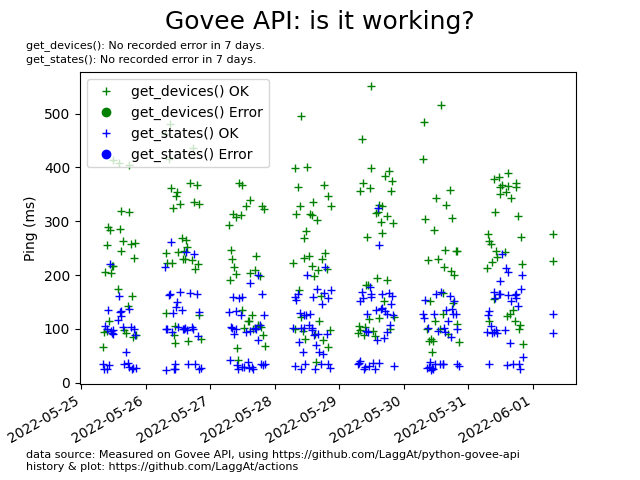 Govee API: is it working?
get_devices(): No recorded error in 7 days.
get_states(): No recorded error in 7 days.
get_devices() OK
get_devices() Error
get_states() OK
get_states() Error
Ping (ms)
500
400
300
200
100
0
2022-05-25
2022-05-26
2022-05-27
2022-05-28
2022-05-29
2022-05-30
2022-05-31
2022-06-01
data source: Measured on Govee API, using https://github.com/LaggAt/python-govee-api
history & plot: https://github.com/LaggAt/actions